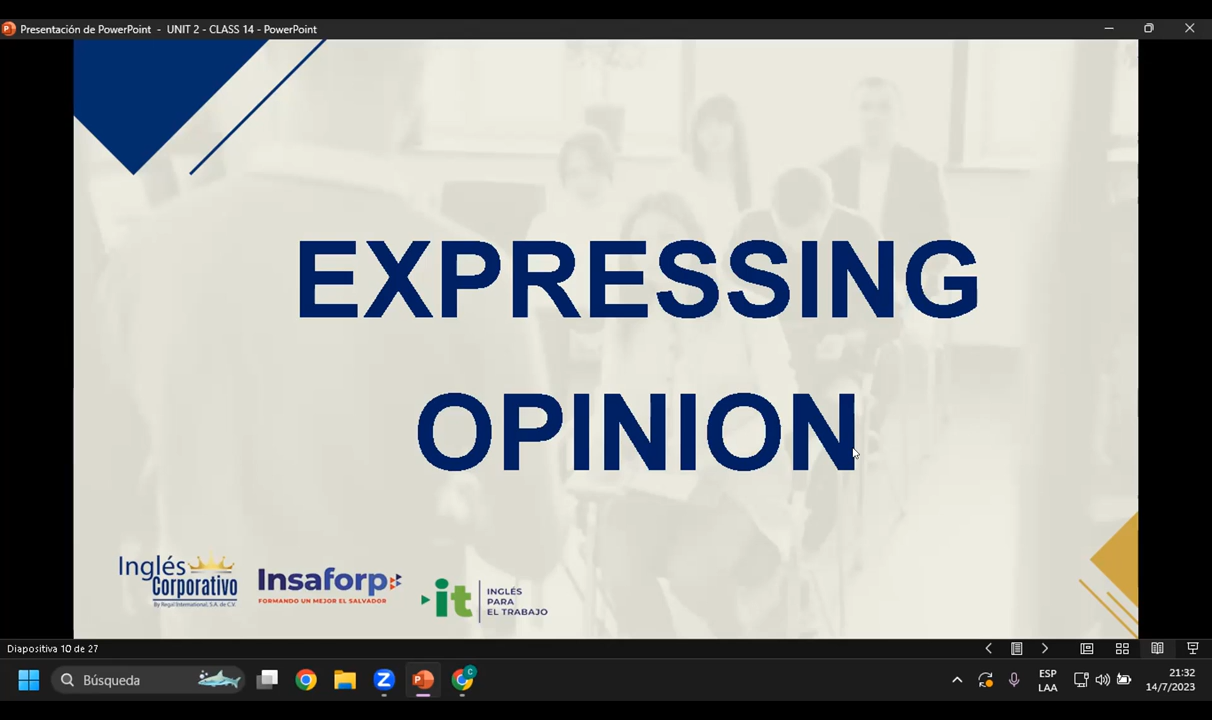 Presentación de PowerPoint - UNIT 2 - CLASS 14 - PowerPoint
EXPRESSING
OPINION
Inglés
Corporativo
By Regal International, S.A. de C.V.
Insaforp
FORMANDO UN MEJOR EL SALVADOR
it
INGLÉS
PARA
EL TRABAJO
Diapositiva 10 de 27
Búsqueda
ESP
LAA
21:32
14/7/2023